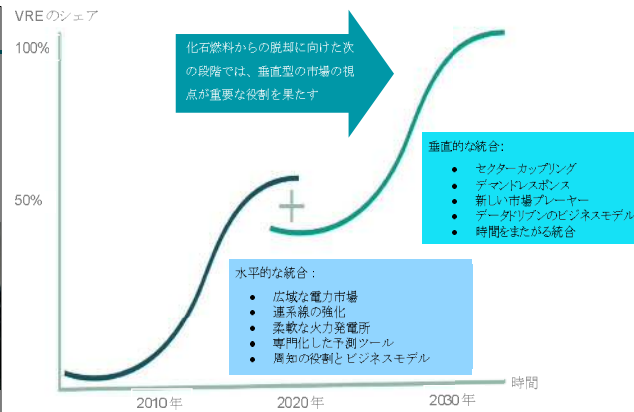 VREのシェア
100%
化石燃料からの脱却に向けた次
の段階では、垂直型の市場の視
点が重要な役割を果たす
垂直的な統合:
• セクターカップリング
• デマンドレスポンス
• 新しい市場プレーヤー
• データドリブンのビジネスモデル
• 時間をまたがる統合
50%
水平的な統合:
• 広域な電力市場
• 連系線の強化
• 柔軟な火力発電所
• 専門化した予測ツール
• 周知の役割とビジネスモデル
時間
2010年
2020年
2030年